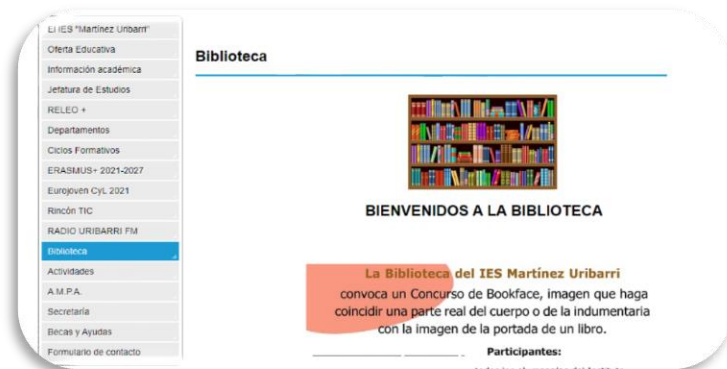 El IES "Martínez Uribarri"
Oferta Educativa
Información académica
Jefatura de Estudios
RELEO +
Departamentos
Ciclos Formativos
ERASMUS+ 2021-2027
Eurojoven CyL 2021
Rincón TIC
RADIO URIBARRI FM
Biblioteca
Actividades
A.M.P.A.
Secretaría
Becas y Ayudas
Formulario de contacto
Biblioteca
BIENVENIDOS A LA BIBLIOTECA
La Biblioteca del IES Martínez Uribarri
convoca un Concurso de Bookface, imagen que haga
coincidir una parte real del cuerpo o de la indumentaria
con la imagen de la portada de un libro.
Participantes: